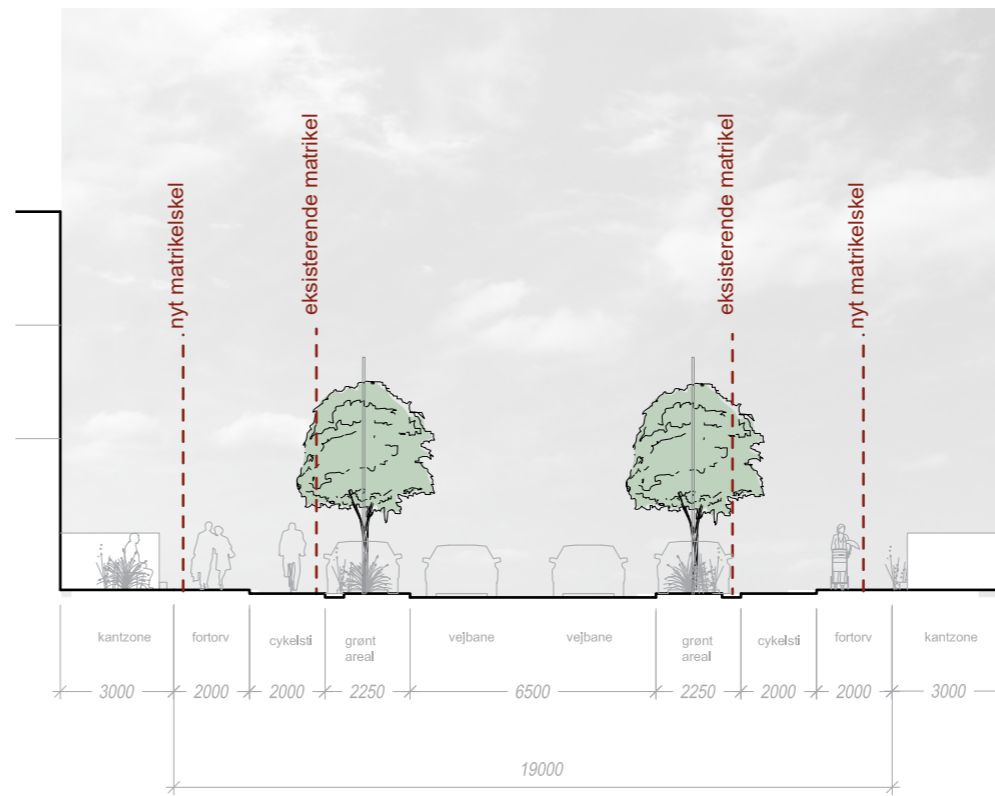 nyt matrikelskel
eksisterende matrikel
eksisterende matrikel
nyt matrikelskel
kantzone
fortorv
cykelsti
grønt
areal
vejbane
vejbane
grønt
areal
cykelsti
fortorv
kantzone
3000
2000
2000
2250
6500
2250
2000
2000
3000
19000